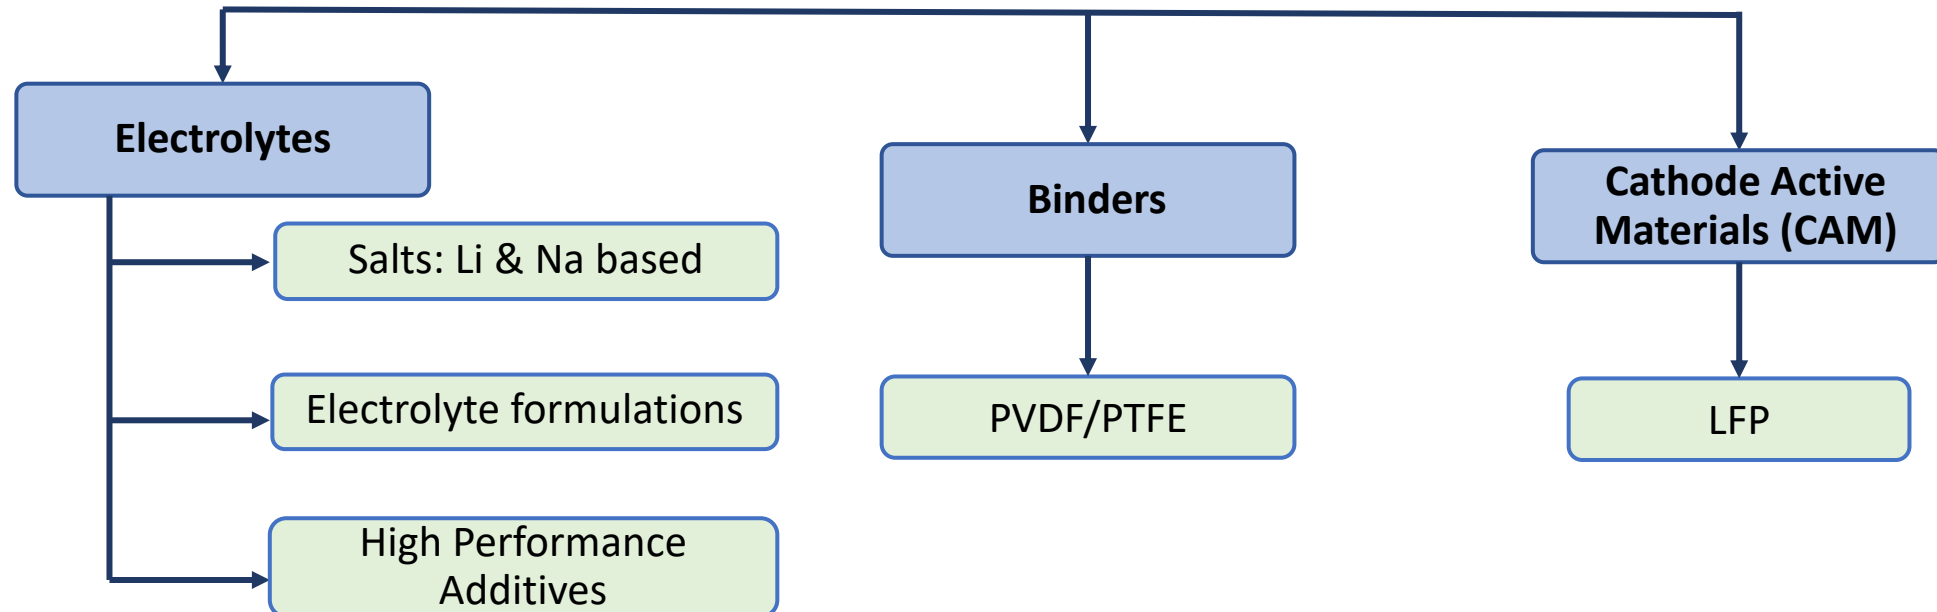 Electrolytes
Salts: Li & Na based
Electrolyte formulations
High Performance
Additives
Binders
PVDF/PTFE
Cathode Active
Materials (CAM)
LFP